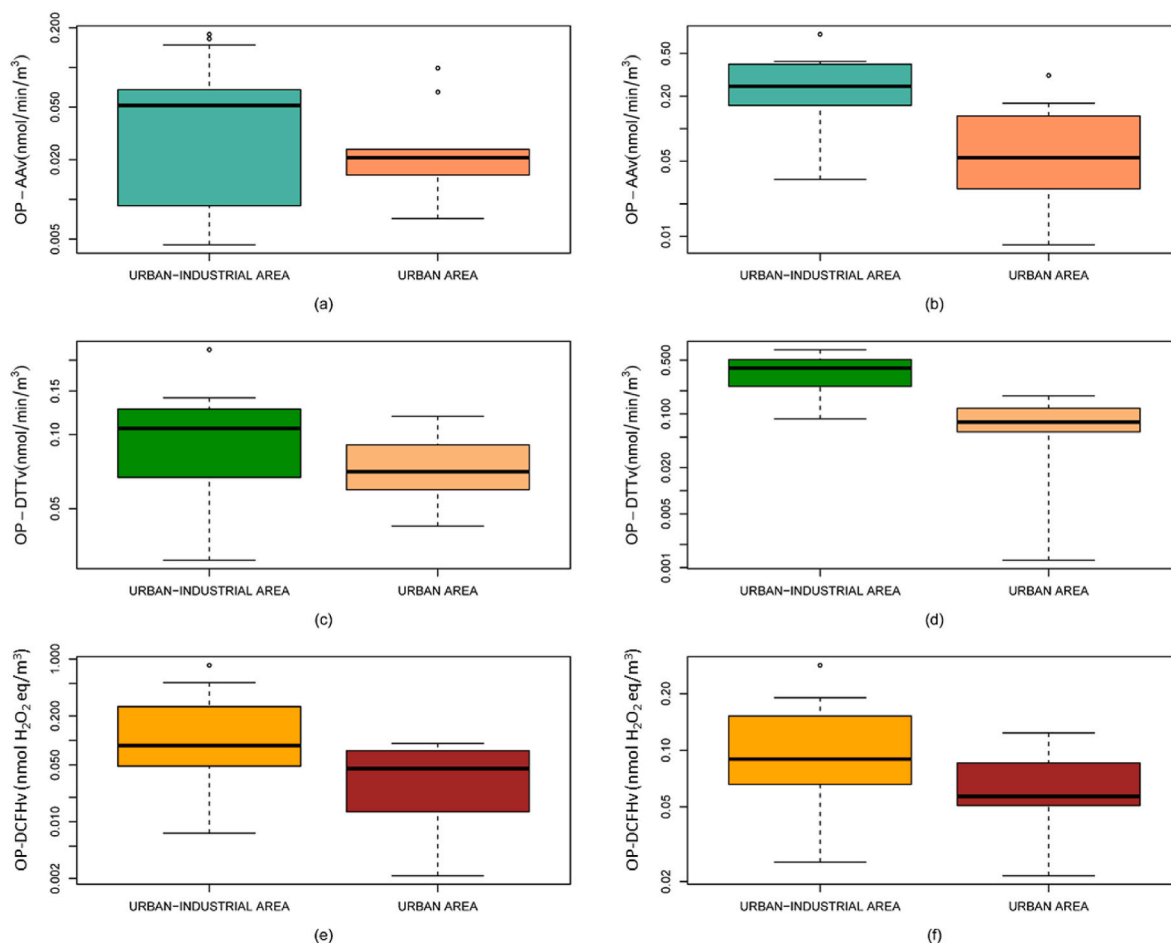 OP – AAv(nmol/min/m³)
0.005 0.020 0.050 0.200
URBAN−INDUSTRIAL AREA URBAN AREA
(a)
OP – AAv(nmol/min/m³)
0.01 0.05 0.20 0.50
URBAN−INDUSTRIAL AREA URBAN AREA
(b)
OP – DTTv(nmol/min/m³)
0.05 0.10 0.15
URBAN−INDUSTRIAL AREA URBAN AREA
(c)
OP – DTTv(nmol/min/m³)
0.001 0.005 0.020 0.100 0.500
URBAN−INDUSTRIAL AREA URBAN AREA
(d)
OP-DCFHv (nmol H₂O₂ eq/m³)
0.002 0.010 0.050 0.200 1.000
URBAN−INDUSTRIAL AREA URBAN AREA
(e)
OP-DCFHv (nmol H₂O₂ eq/m³)
0.02 0.05 0.10 0.20
URBAN−INDUSTRIAL AREA URBAN AREA
(f)